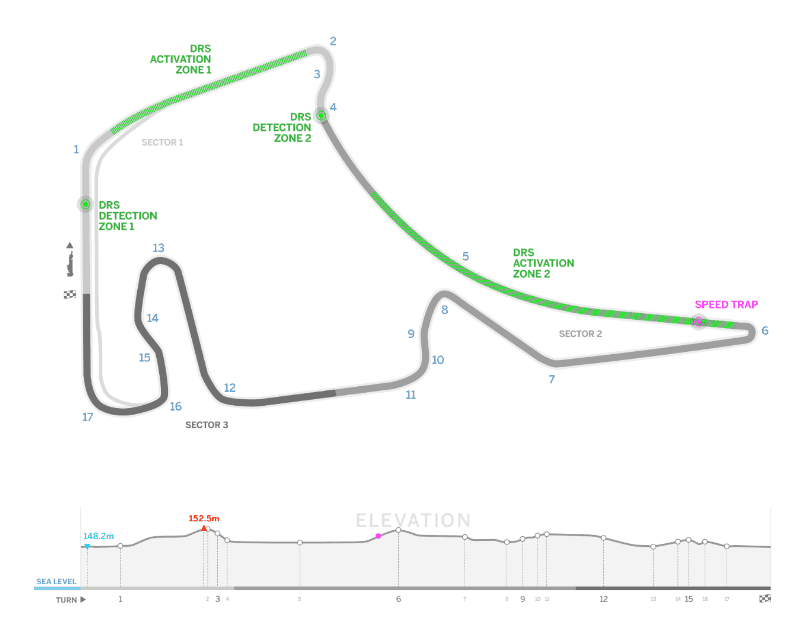 DRS
ACTIVATION
ZONE 1
2
3
4
DRS
DETECTION
ZONE 2
1
SECTOR 1
DRS
DETECTION
ZONE 1
13
5
DRS
ACTIVATION
ZONE 2
SPEED TRAP
14
8
9
SECTOR 2
6
15
10
7
12
11
16
17
SECTOR 3
ELEVATION
152.5m
148.2m
SEA LEVEL
TURN 1 2 3 4 5 6 7 8 9 10 11 12 13 14 15 16 17